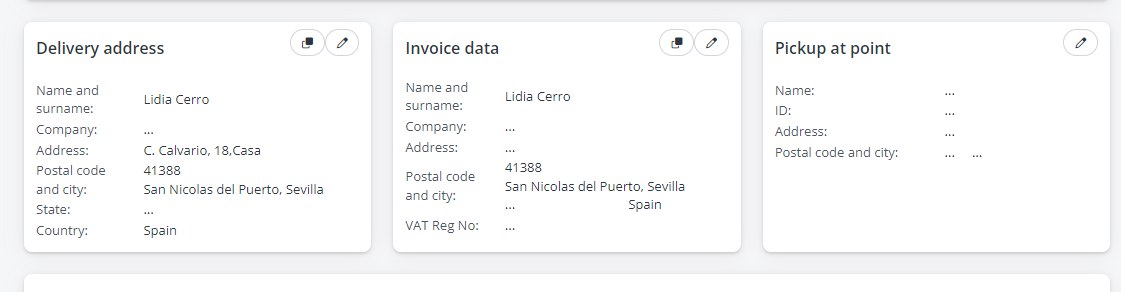 Delivery address
Name and
surname:
Lidia Cerro
Company:
...
Address:
C. Calvario, 18,Casa
Postal code
and city:
41388
San Nicolas del Puerto, Sevilla
State:
...
Country:
Spain
Invoice data
Name and
surname:
Lidia Cerro
Company:
...
Address:
...
Postal code
and city:
41388
San Nicolas del Puerto, Sevilla
... Spain
VAT Reg No:
...
Pickup at point
Name:
...
ID:
...
Address:
...
Postal code and city:
... ...